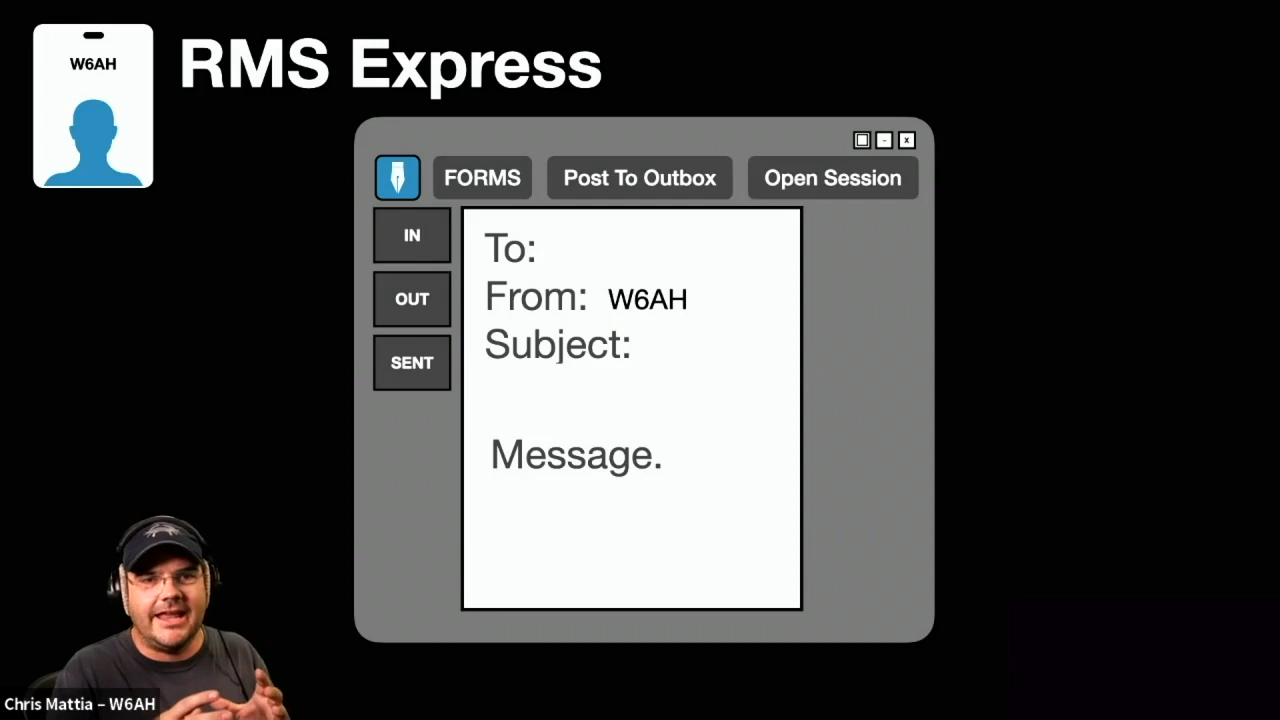 W6AH
RMS Express
- x
FORMS
Post To Outbox
Open Session
IN
OUT
SENT
To:
From: W6AH
Subject:
Message.
Chris Mattia – W6AH